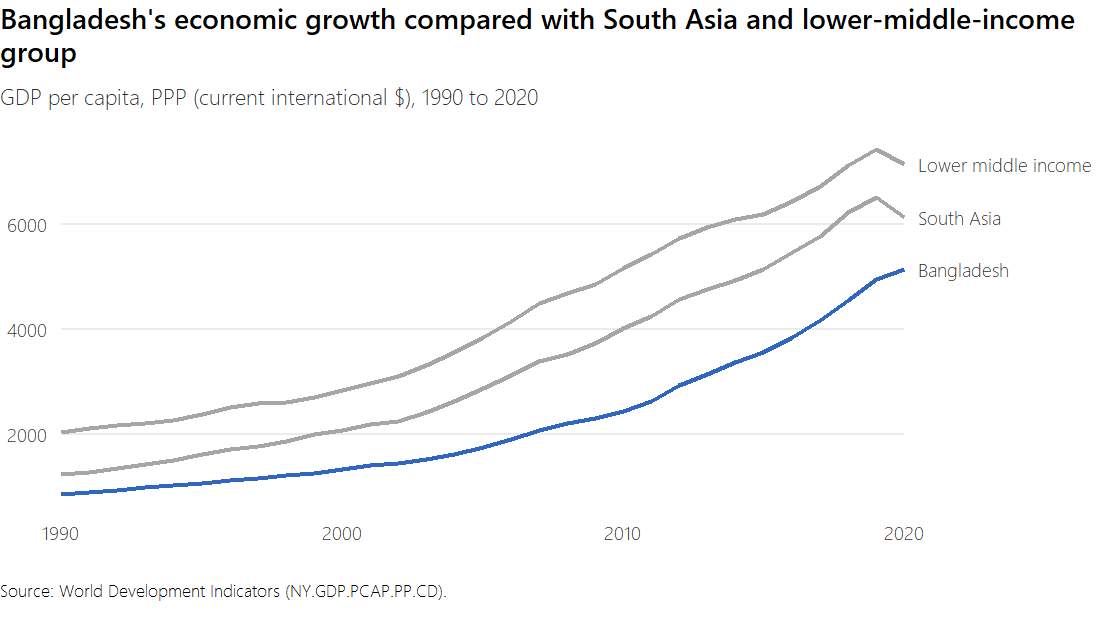 Bangladesh's economic growth compared with South Asia and lower-middle-income
group
GDP per capita, PPP (current international $), 1990 to 2020
Lower middle income
6000
South Asia
Bangladesh
4000
2000
1990
2000
2010
2020
Source: World Development Indicators (NY.GDP.PCAP.PP.CD).